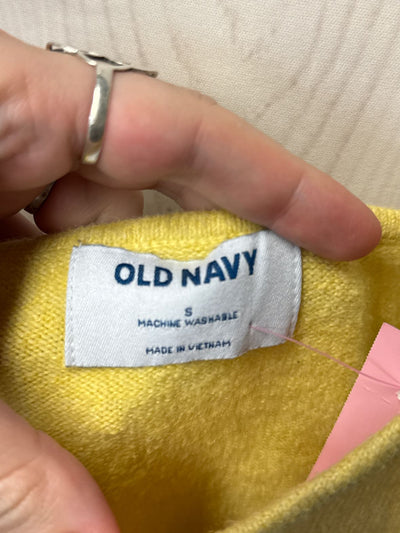 OLD NAVY
S
MACHINE WASHABLE
MADE IN VIETNAM